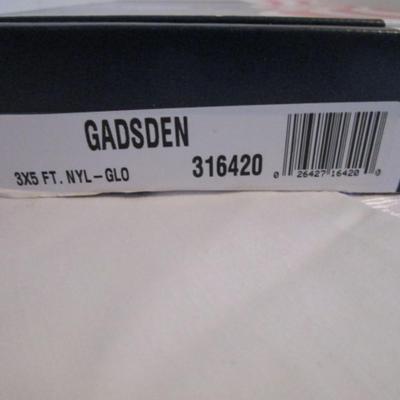 GADSDEN
3X5 FT. NYL-GLO
316420
0 26427 16420 0